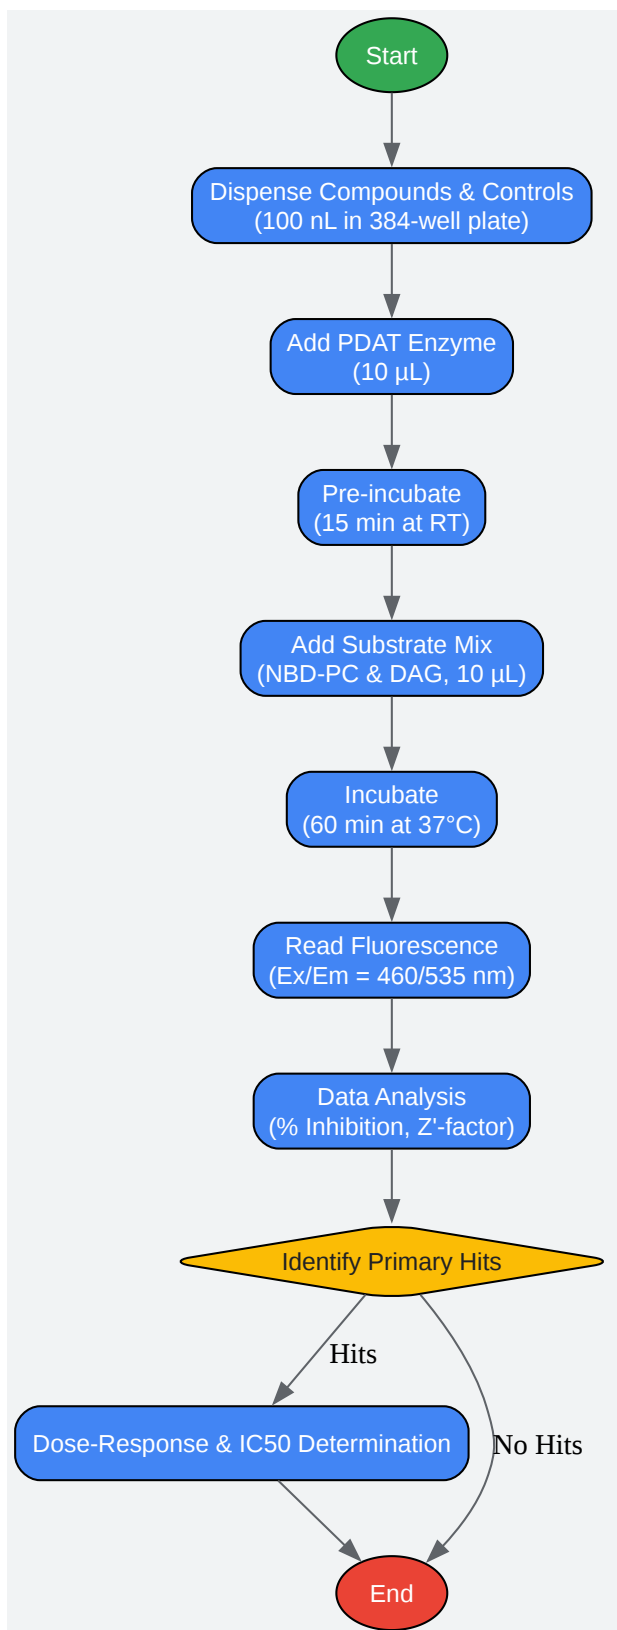 Start
Dispense Compounds & Controls
(100 nL in 384-well plate)
Add PDAT Enzyme
(10 µL)
Pre-incubate
(15 min at RT)
Add Substrate Mix
(NBD-PC & DAG, 10 µL)
Incubate
(60 min at 37°C)
Read Fluorescence
(Ex/Em = 460/535 nm)
Data Analysis
(% Inhibition, Z'-factor)
Identify Primary Hits
Hits
Dose-Response & IC50 Determination
No Hits
End